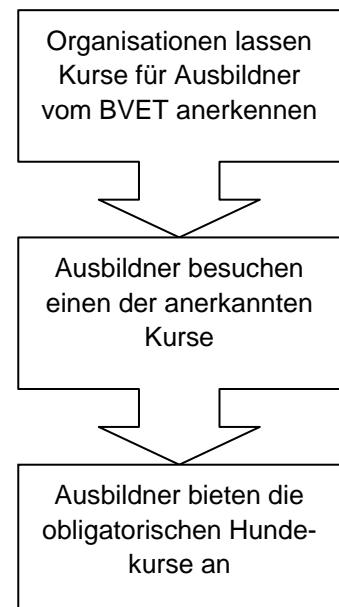 Organisationen lassen
Kurse für Ausbildner
vom BVET anerkennen
Ausbildner besuchen
einen der anerkannten
Kurse
Ausbildner bieten die
obligatorischen Hunde-
kurse an